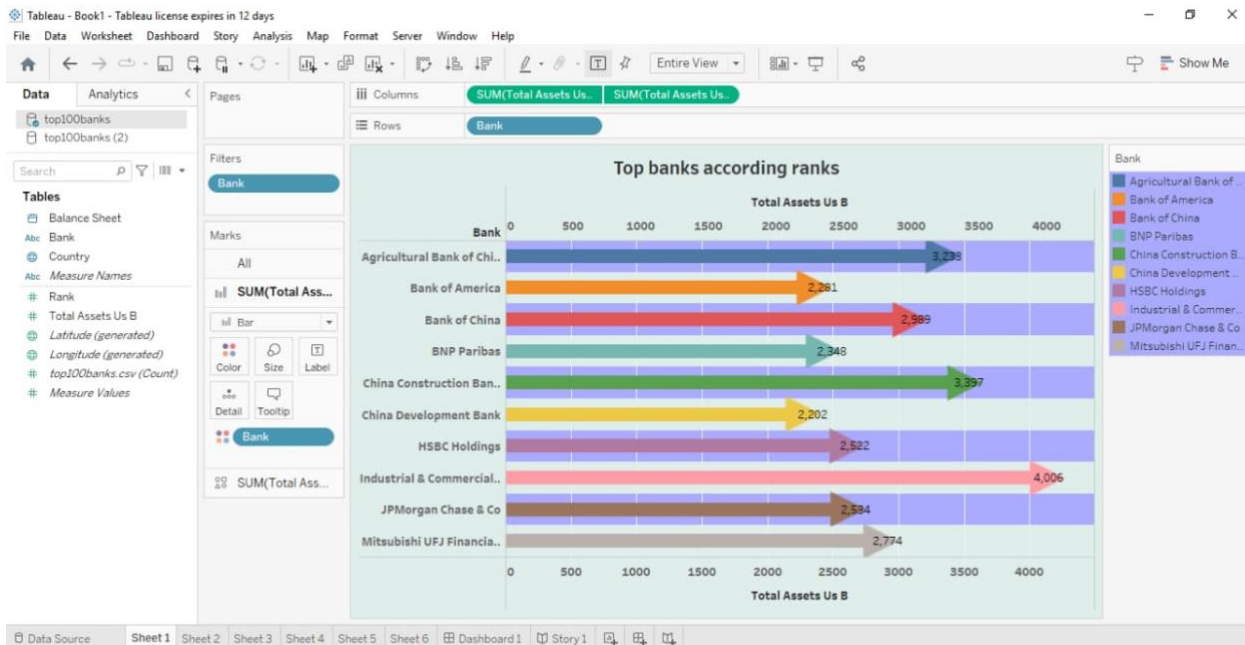 Tableau - Book1 - Tableau license expires in 12 days
File Data Worksheet Dashboard Story Analysis Map Format Server Window Help
Entire View
Show Me
Data Analytics
top100banks
top100banks (2)
Search
Tables
Balance Sheet
Abc Bank
Country
Abc Measure Names
# Rank
# Total Assets Us B
Latitude (generated)
Longitude (generated)
# top100banks.csv (Count)
# Measure Values
Pages
Filters
Bank
Marks
All
SUM(Total Ass...
Bar
Color Size Label
Detail Tooltip
Bank
SUM(Total Ass...
Columns SUM(Total Assets Us.. SUM(Total Assets Us..
Rows Bank
Top banks according ranks
Total Assets Us B
Bank 0 500 1000 1500 2000 2500 3000 3500 4000
Agricultural Bank of Chi.. 3,233
Bank of America 2,281
Bank of China 2,989
BNP Paribas 2,348
China Construction Ban.. 3,397
China Development Bank 2,202
HSBC Holdings 2,522
Industrial & Commercial.. 4,006
JPMorgan Chase & Co 2,534
Mitsubishi UFJ Financia.. 2,774
0 500 1000 1500 2000 2500 3000 3500 4000
Total Assets Us B
Bank
Agricultural Bank of ..
Bank of America
Bank of China
BNP Paribas
China Construction B..
China Development ..
HSBC Holdings
Industrial & Commer..
JPMorgan Chase & Co
Mitsubishi UFJ Finan..
Data Source Sheet 1 Sheet 2 Sheet 3 Sheet 4 Sheet 5 Sheet 6 Dashboard 1 Story 1